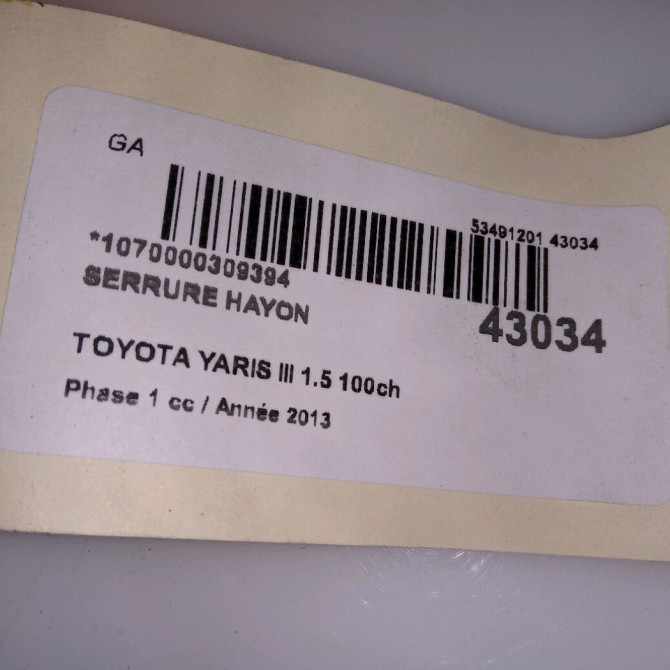 GA
53491201 43034
*1070000309394
SERRURE HAYON
43034
TOYOTA YARIS III 1.5 100ch
Phase 1 cc / Année 2013